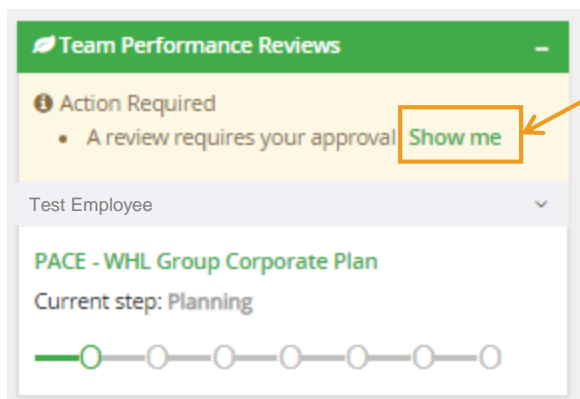 Team Performance Reviews
Action Required
• A review requires your approval Show me
Test Employee
PACE - WHL Group Corporate Plan
Current step: Planning